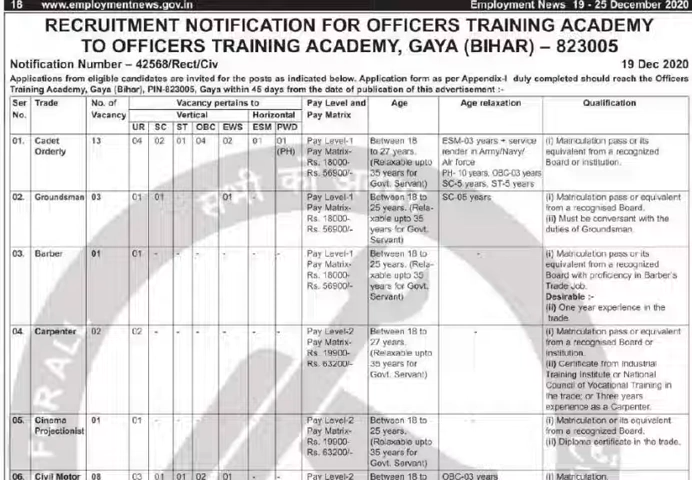 18 www.employmentnews.gov.in Employment News 19 - 25 December 2020
RECRUITMENT NOTIFICATION FOR OFFICERS TRAINING ACADEMY
TO OFFICERS TRAINING ACADEMY, GAYA (BIHAR) – 823005
Notification Number – 42568/Rect/Civ 19 Dec 2020
Applications from eligible candidates are invited for the posts as indicated below. Application form as per Appendix-I duly completed should reach the Officers
Training Academy, Gaya (Bihar), PIN-823005, Gaya within 45 days from the date of publication of this advertisement :-
Ser No. Trade No. of Vacancy Vacancy pertains to Pay Level and Pay Matrix Age Age relaxation Qualification
Vertical Horizontal
UR SC ST OBC EWS ESM PWD
01. Cadet 13 04 02 01 04 02 01 01 Pay Level-1 Between 18 ESM-03 years + service (i) Matriculation pass or its
Orderly (PH) Pay Matrix- to 27 years. render in Army/Navy/ equivalent from a recognized
Rs. 18000- (Relaxable upto Air force Board or institution.
Rs. 56900/- 35 years for PH- 10 years, OBC-03 years
Govt. Servant) SC-5 years, ST-5 years
02. Groundsman 03 01 01 01 Pay Level-1 Between 18 to SC-05 years (i) Matriculation pass or equivalent
Pay Matrix- 25 years. (Rela- from a recognised Board.
Rs. 18000- xable upto 35 (ii) Must be conversant with the
Rs. 56900/- years for Govt. duties of Groundsman.
Servant)
03. Barber 01 01 - - - - - - Pay Level-1 Between 18 to - (i) Matriculation pass or its
Pay Matrix- 25 years. (Rela- equivalent from a recognized
Rs. 18000- xable upto 35 Board with proficiency in Barber's
Rs. 56900/- years for Govt. Trade Job.
Servant) Desirable :-
(ii) One year experience in the
trade.
04. Carpenter 02 02 - - - - - - Pay Level-2 Between 18 to - (i) Matriculation pass or equivalent
Pay Matrix- 27 years. from a recognised Board or
Rs. 19900- (Relaxable upto Institution.
Rs. 63200/- 35 years for (ii) Certificate from Industrial
Govt. Servant) Training Institute or National
Council of Vocational Training in
the trade; or Three years
experience as a Carpenter.
05. Cinema 01 01 - - - - - - Pay Level-2 Between 18 to - (i) Matriculation or its equivalent
Projectionist Pay Matrix- 25 years. from a recognised Board.
Rs. 19900- (Relaxable upto (ii) Diploma certificate in the trade.
Rs. 63200/- 35 years for
Govt. Servant)
06. Civil Motor 08 03 01 01 02 01 - - Pay Level-2 Between 18 to OBC-03 years (i) Matriculation.
FOR ALL
सभी को